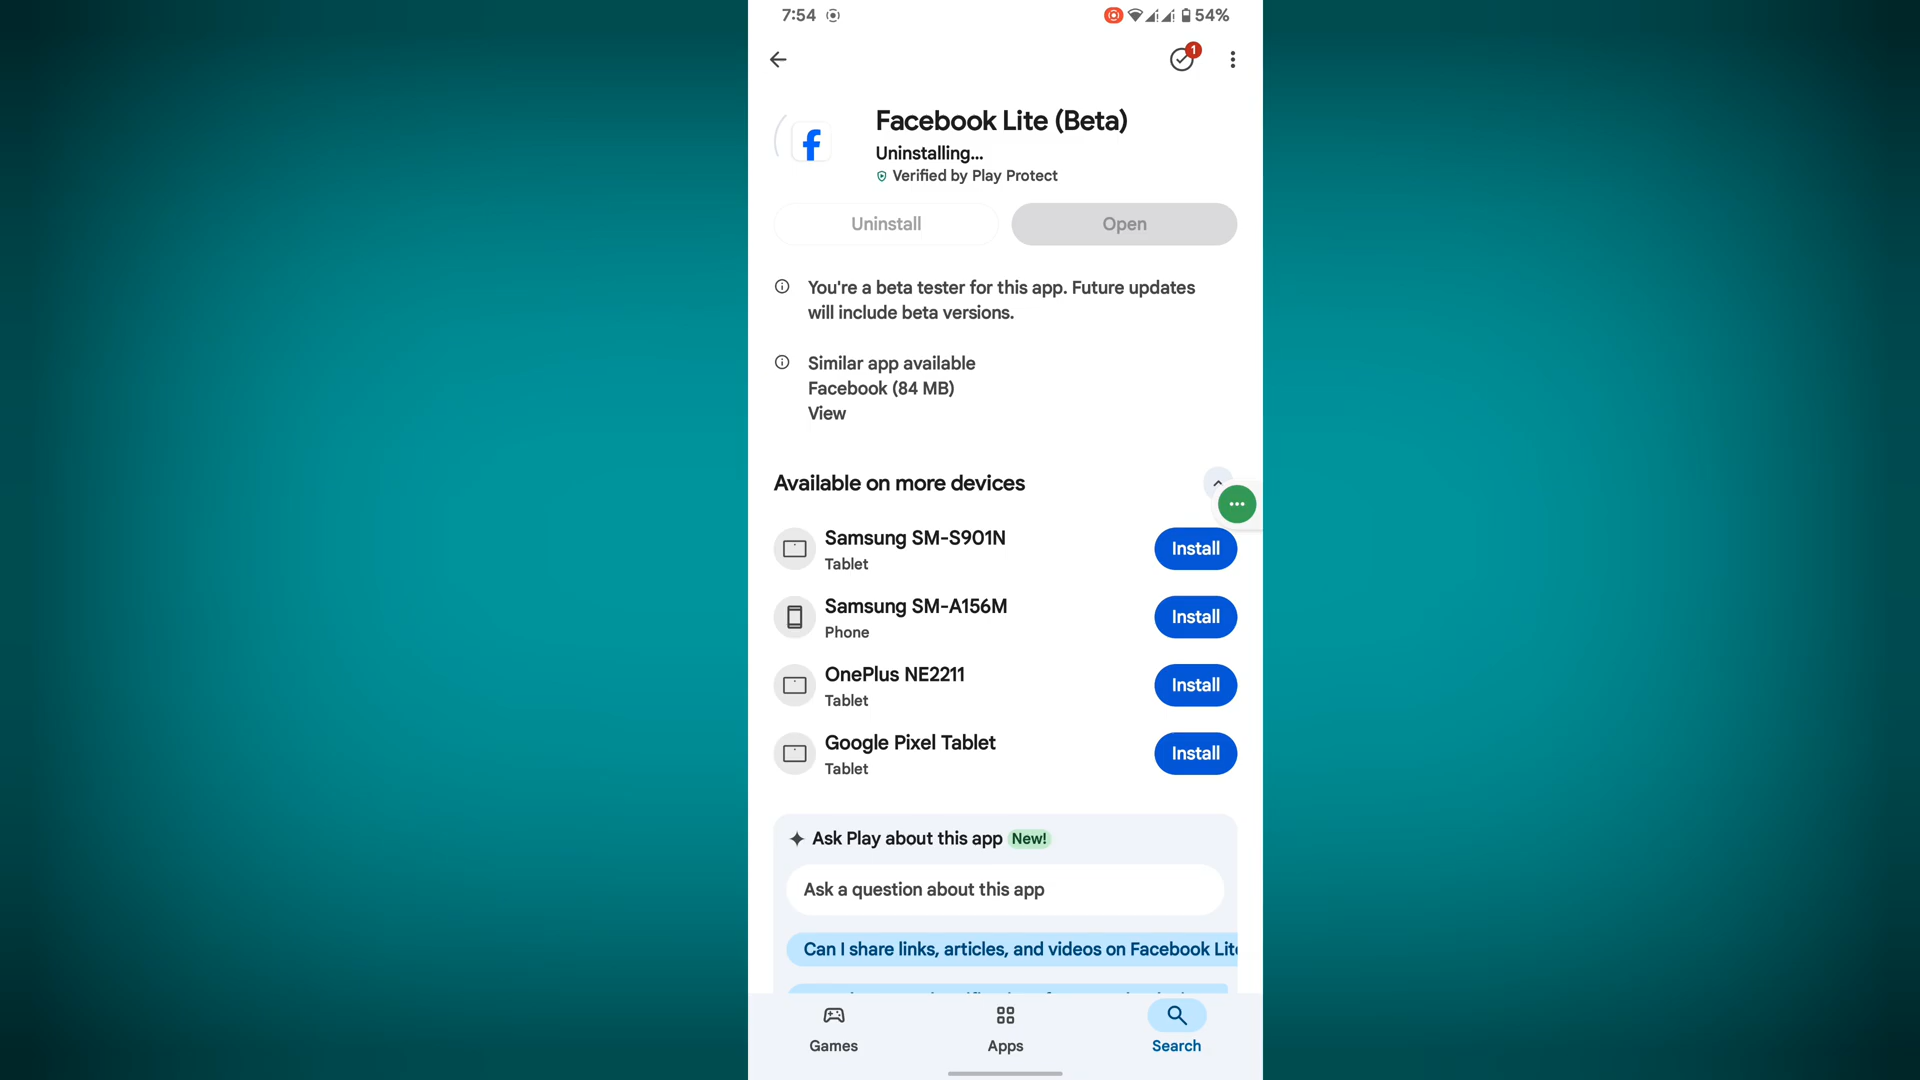 7:54
54%
1
Facebook Lite (Beta)
Uninstalling...
Verified by Play Protect
Uninstall
Open
You're a beta tester for this app. Future updates
will include beta versions.
Similar app available
Facebook (84 MB)
View
Available on more devices
Samsung SM-S901N
Tablet
Install
Samsung SM-A156M
Phone
Install
OnePlus NE2211
Tablet
Install
Google Pixel Tablet
Tablet
Install
Ask Play about this app New!
Ask a question about this app
Can I share links, articles, and videos on Facebook Lite
Games
Apps
Search